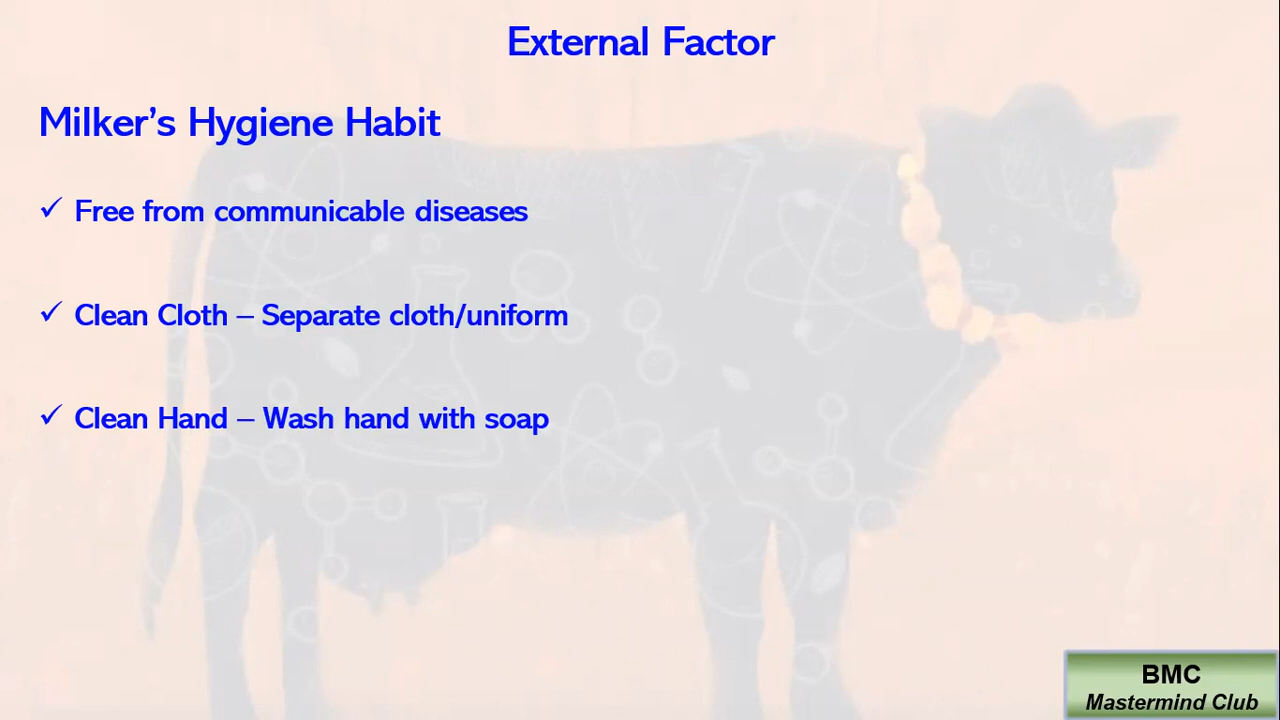 External Factor
Milker’s Hygiene Habit
✓ Free from communicable diseases
✓ Clean Cloth – Separate cloth/uniform
✓ Clean Hand – Wash hand with soap
BMC
Mastermind Club